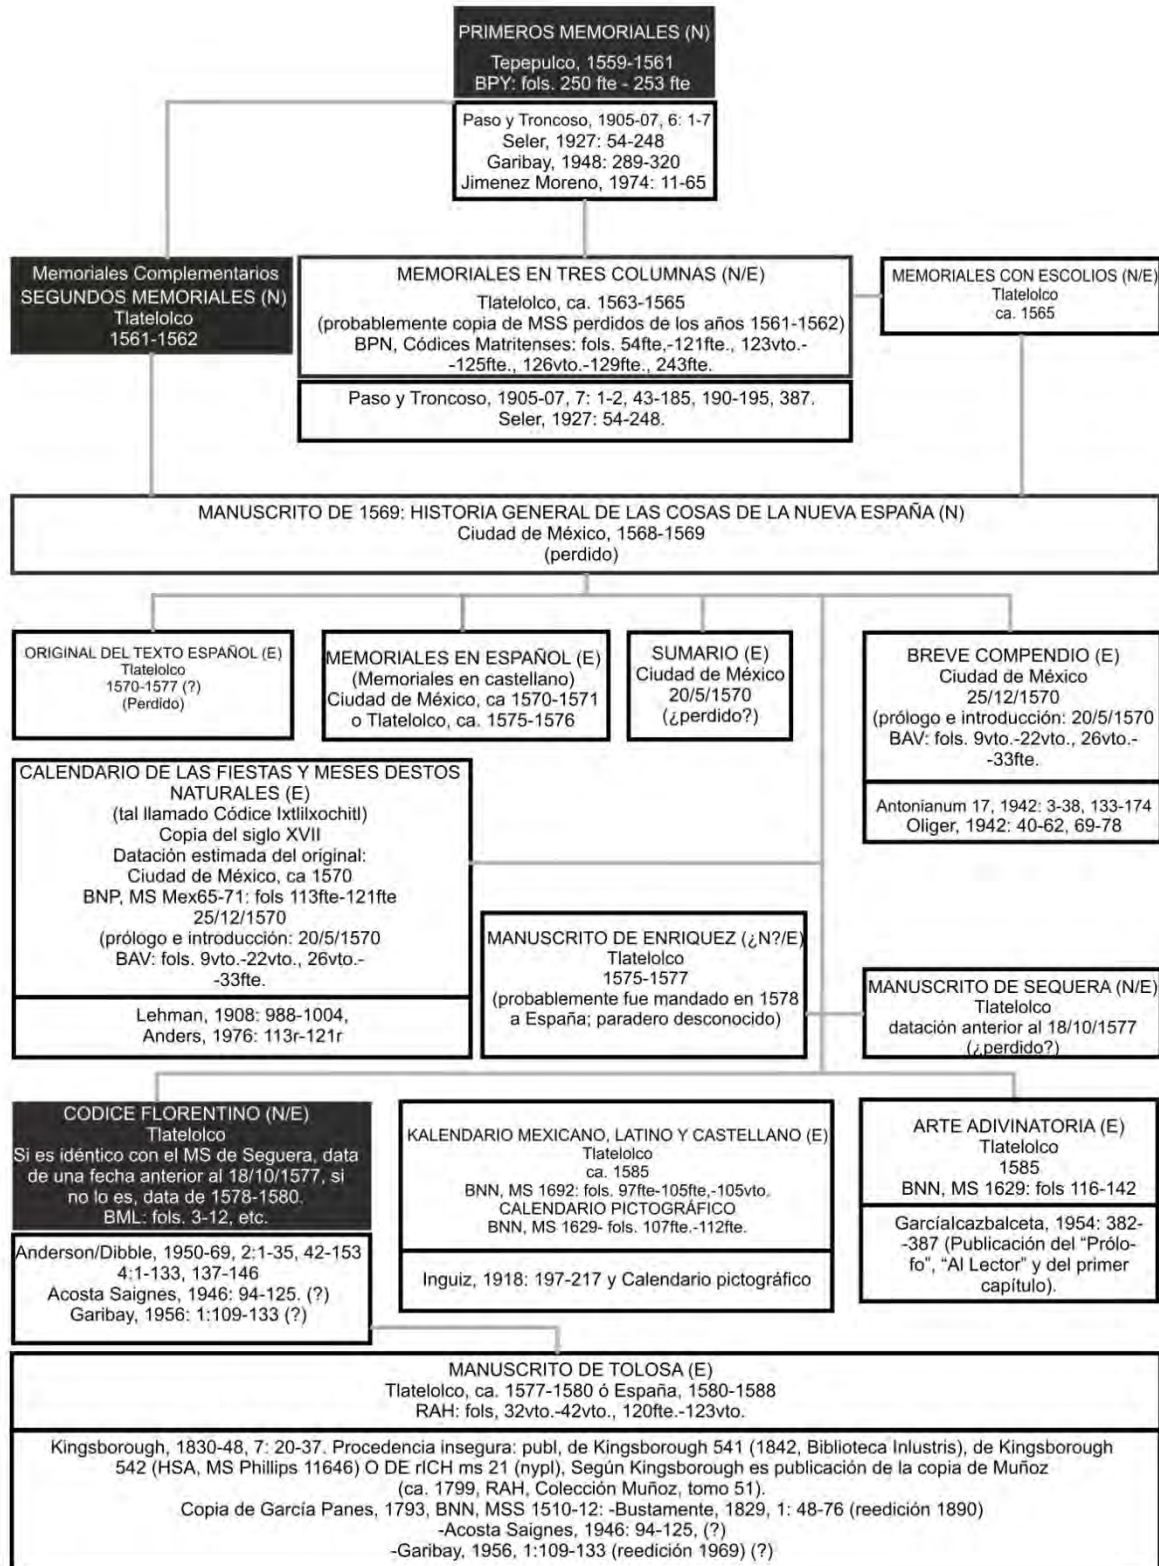 PRIMEROS MEMORIALES (N)
Tepepulco, 1559-1561
BPY: fols. 250 fte - 253 fte
Paso y Troncoso, 1905-07, 6: 1-7
Seler, 1927: 54-248
Garibay, 1948: 289-320
Jimenez Moreno, 1974: 11-65
Memoriales Complementarios
SEGUNDOS MEMORIALES (N)
Tlatelolco
1561-1562
MEMORIALES EN TRES COLUMNAS (N/E)
Tlatelolco, ca. 1563-1565
(probablemente copia de MSS perdidos de los años 1561-1562)
BPN, Códices Matritenses: fols. 54fte,-121fte., 123vto.-
-125fte., 126vto.-129fte., 243fte.
Paso y Troncoso, 1905-07, 7: 1-2, 43-185, 190-195, 387.
Seler, 1927: 54-248.
MEMORIALES CON ESCOLIOS (N/E)
Tlatelolco
ca. 1565
MANUSCRITO DE 1569: HISTORIA GENERAL DE LAS COSAS DE LA NUEVA ESPAÑA (N)
Ciudad de México, 1568-1569
(perdido)
ORIGINAL DEL TEXTO ESPAÑOL (E)
Tlatelolco
1570-1577 (?)
(Perdido)
MEMORIALES EN ESPAÑOL (E)
(Memoriales en castellano)
Ciudad de México, ca 1570-1571
o Tlatelolco, ca. 1575-1576
SUMARIO (E)
Ciudad de México
20/5/1570
(¿perdido?)
BREVE COMPENDIO (E)
Ciudad de México
25/12/1570
(prólogo e introducción: 20/5/1570
BAV: fols. 9vto.-22vto., 26vto.-
-33fte.
Antonianum 17, 1942: 3-38, 133-174
Oliger, 1942: 40-62, 69-78
CALENDARIO DE LAS FIESTAS Y MESES DESTOS
NATURALES (E)
(tal llamado Códice Ixtlilxochitl)
Copia del siglo XVII
Datación estimada del original:
Ciudad de México, ca 1570
BNP, MS Mex65-71: fols 113fte-121fte
25/12/1570
(prólogo e introducción: 20/5/1570
BAV: fols. 9vto.-22vto., 26vto.-
-33fte.
Lehman, 1908: 988-1004,
Anders, 1976: 113r-121r
MANUSCRITO DE ENRIQUEZ (¿N?/E)
Tlatelolco
1575-1577
(probablemente fue mandado en 1578
a España; paradero desconocido)
MANUSCRITO DE SEQUERA (N/E)
Tlatelolco
datación anterior al 18/10/1577
(¿perdido?)
CODICE FLORENTINO (N/E)
Tlatelolco
Si es idéntico con el MS de Seguera, data
de una fecha anterior al 18/10/1577, si
no lo es, data de 1578-1580.
BML: fols. 3-12, etc.
Anderson/Dibble, 1950-69, 2:1-35, 42-153
4:1-133, 137-146
Acosta Saignes, 1946: 94-125. (?)
Garibay, 1956: 1:109-133 (?)
KALENDARIO MEXICANO, LATINO Y CASTELLANO (E)
Tlatelolco
ca. 1585
BNN, MS 1692: fols. 97fte-105fte,-105vto.
CALENDARIO PICTOGRÁFICO
BNN, MS 1629- fols. 107fte.-112fte.
Inguiz, 1918: 197-217 y Calendario pictográfico
ARTE ADIVINATORIA (E)
Tlatelolco
1585
BNN, MS 1629: fols 116-142
GarcíaIcazbalceta, 1954: 382-
-387 (Publicación del “Prólo-
fo”, “Al Lector” y del primer
capítulo).
MANUSCRITO DE TOLOSA (E)
Tlatelolco, ca. 1577-1580 ó España, 1580-1588
RAH: fols, 32vto.-42vto., 120fte.-123vto.
Kingsborough, 1830-48, 7: 20-37. Procedencia insegura: publ, de Kingsborough 541 (1842, Biblioteca Inlustris), de Kingsborough
542 (HSA, MS Phillips 11646) O DE rICH ms 21 (nypl), Según Kingsborough es publicación de la copia de Muñoz
(ca. 1799, RAH, Colección Muñoz, tomo 51).
Copia de García Panes, 1793, BNN, MSS 1510-12: -Bustamente, 1829, 1: 48-76 (reedición 1890)
-Acosta Saignes, 1946: 94-125, (?)
-Garibay, 1956, 1:109-133 (reedición 1969) (?)